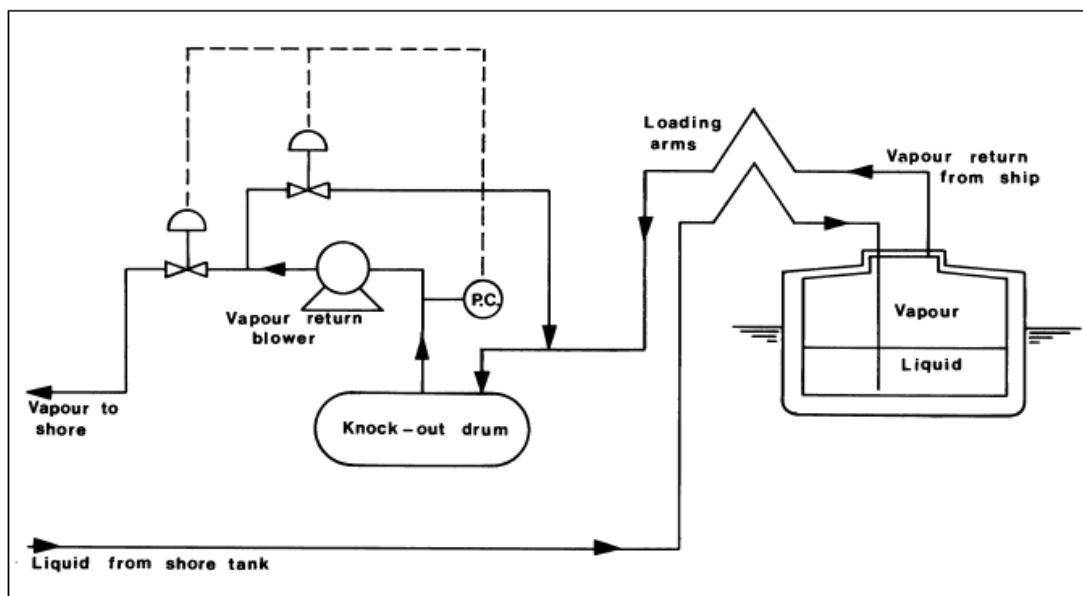 Loading
arms
Vapour return
from ship
P.C.
Vapour return
blower
Vapour
Liquid
Vapour to
shore
Knock-out drum
Liquid from shore tank